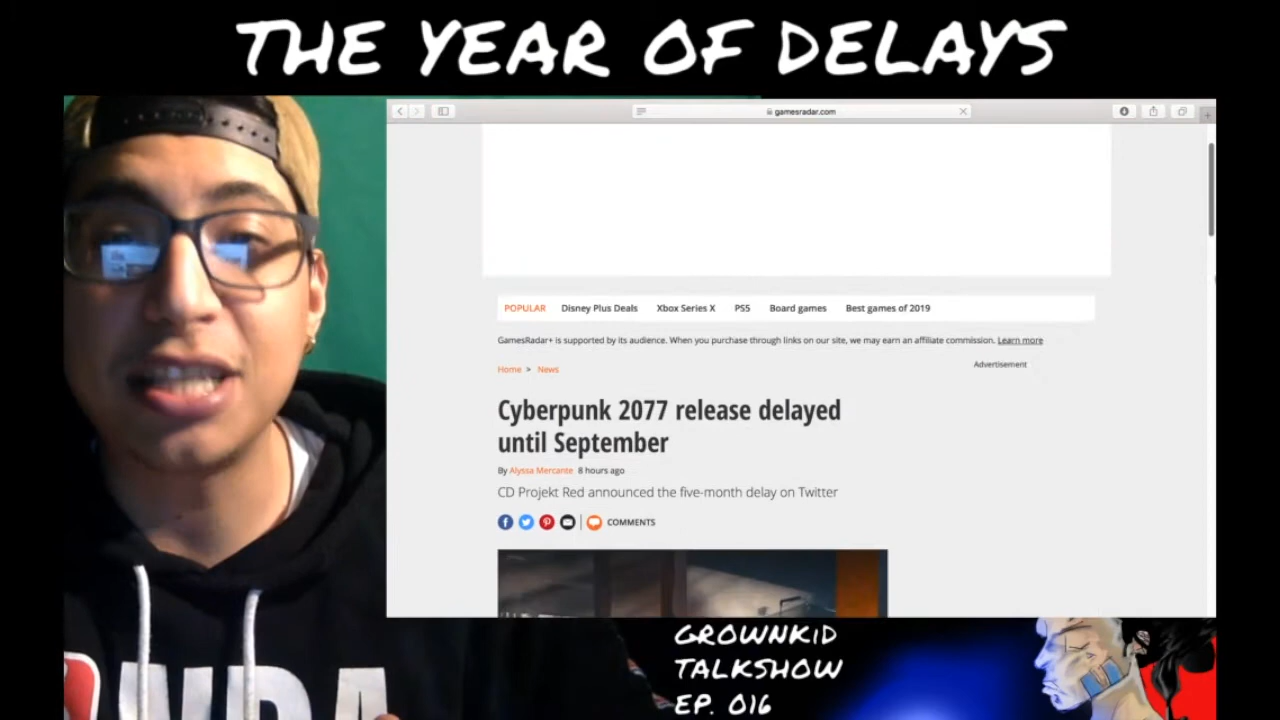 THE YEAR OF DELAYS
gamesradar.com
POPULAR Disney Plus Deals Xbox Series X PS5 Board games Best games of 2019
GamesRadar+ is supported by its audience. When you purchase through links on our site, we may earn an affiliate commission. Learn more
Advertisement
Home > News
Cyberpunk 2077 release delayed
until September
By Alyssa Mercante 8 hours ago
CD Projekt Red announced the five-month delay on Twitter
COMMENTS
GROWNKID
TALKSHOW
EP. 016